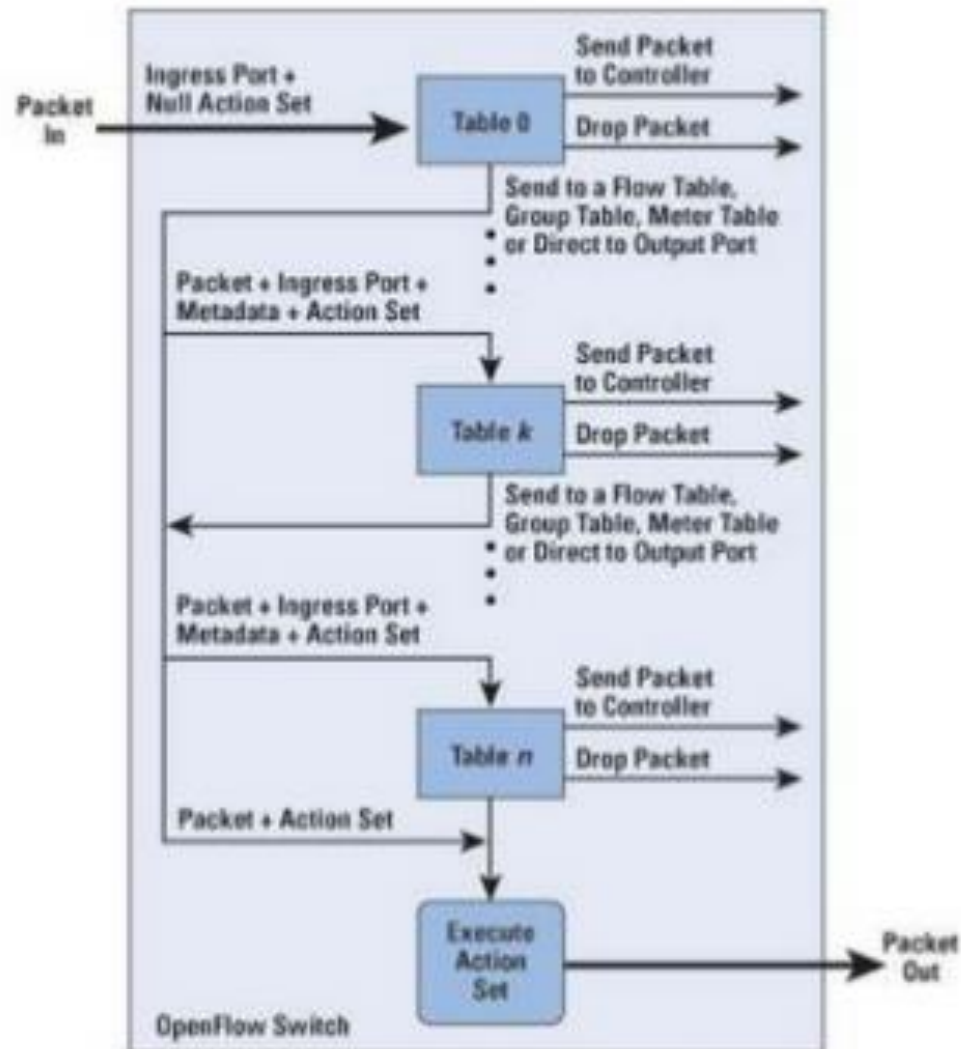 Packet
In
Ingress Port +
Null Action Set
Table 0
Send Packet
to Controller
Drop Packet
Send to a Flow Table,
Group Table, Meter Table
or Direct to Output Port
Packet + Ingress Port +
Metadata + Action Set
Table k
Send Packet
to Controller
Drop Packet
Send to a Flow Table,
Group Table, Meter Table
or Direct to Output Port
Packet + Ingress Port +
Metadata + Action Set
Table n
Send Packet
to Controller
Drop Packet
Packet + Action Set
Execute
Action
Set
Packet
Out
OpenFlow Switch